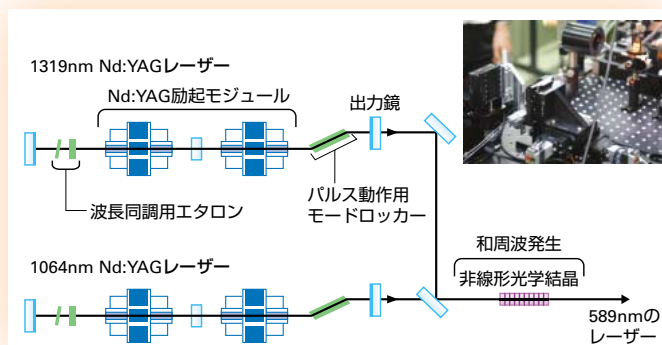 1319nm Nd:YAGレーザー
Nd:YAG励起モジュール
出力鏡
波長同調用エタロン
パルス動作用
モードロッカー
1064nm Nd:YAGレーザー
和周波発生
非線形光学結晶
589nmの
レーザー